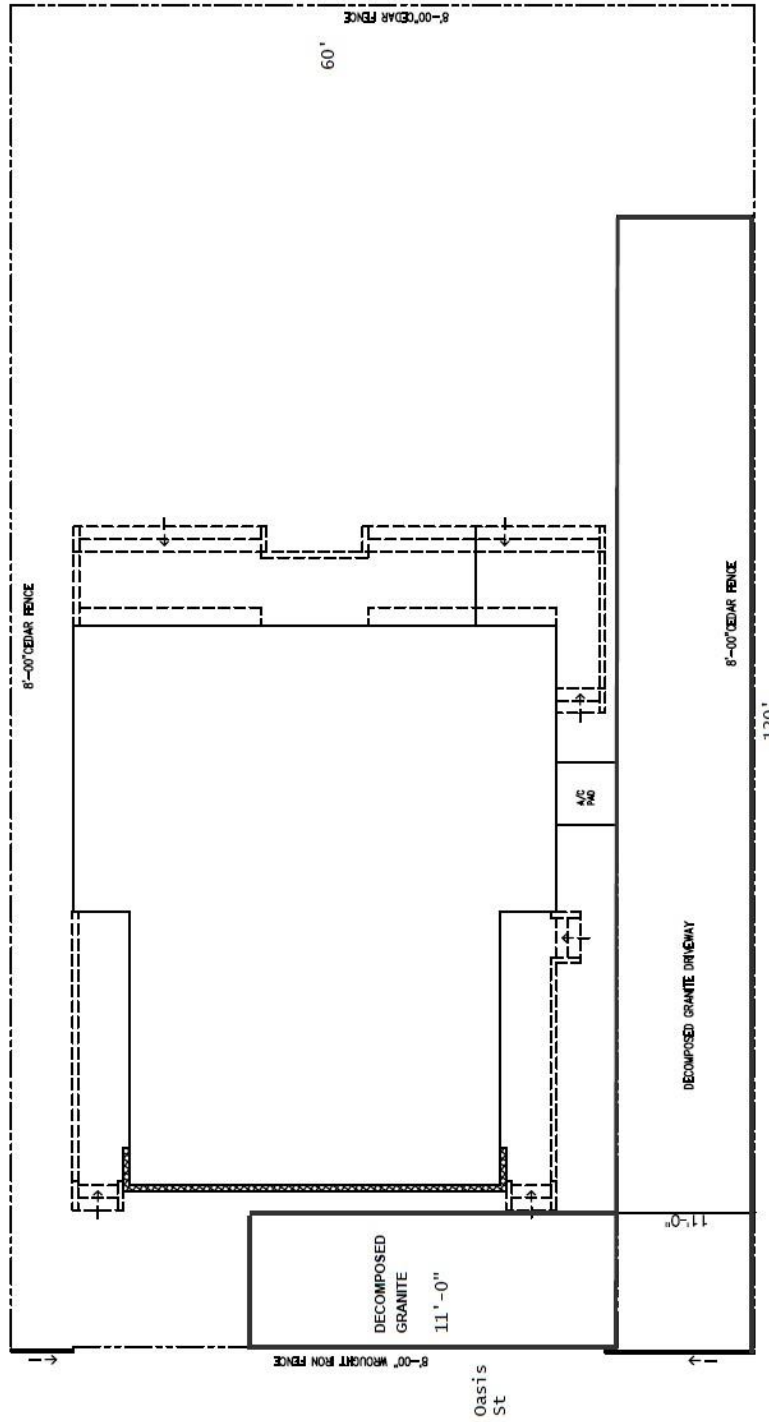 8'-00"CEDAR FENCE
60'
8'-00"CEDAR FENCE
8'-00"CEDAR FENCE
120'
A/C
PAD
DECOMPOSED GRANITE DRIVEWAY
11'-0"
DECOMPOSED
GRANITE
11'-0"
8'-00" WROUGHT IRON FENCE
Oasis
St